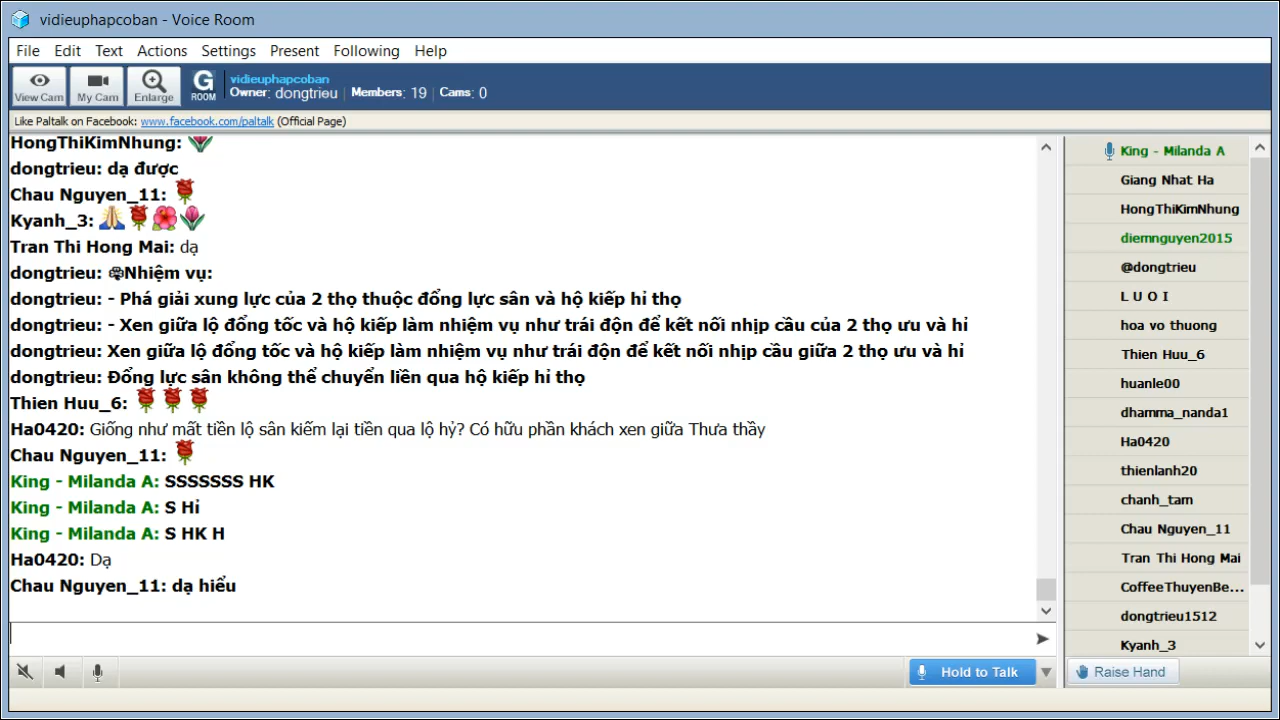 vidieuphapcoban - Voice Room
File Edit Text Actions Settings Present Following Help
View Cam My Cam Enlarge G ROOM
vidieuphapcoban
Owner: dongtrieu | Members: 19 | Cams: 0
Like Paltalk on Facebook: www.facebook.com/paltalk (Official Page)
HongThiKimNhung:
dongtrieu: dạ được
Chau Nguyen_11:
Kyanh_3:
Tran Thi Hong Mai: dạ
dongtrieu: Nhiệm vụ:
dongtrieu: - Phá giải xung lực của 2 thọ thuộc đổng lực sân và hộ kiếp hỉ thọ
dongtrieu: - Xen giữa lộ đổng tốc và hộ kiếp làm nhiệm vụ như trái độn để kết nối nhịp cầu của 2 thọ ưu và hỉ
dongtrieu: Xen giữa lộ đổng tốc và hộ kiếp làm nhiệm vụ như trái độn để kết nối nhịp cầu giữa 2 thọ ưu và hỉ
dongtrieu: Đổng lực sân không thể chuyển liền qua hộ kiếp hỉ thọ
Thien Huu_6:
Ha0420: Giống như mất tiền lộ sân kiếm lại tiền qua lộ hỷ? Có hữu phần khách xen giữa Thưa thầy
Chau Nguyen_11:
King - Milanda A: SSSSSSS HK
King - Milanda A: S Hỉ
King - Milanda A: S HK H
Ha0420: Dạ
Chau Nguyen_11: dạ hiểu
King - Milanda A
Giang Nhat Ha
HongThiKimNhung
diemnguyen2015
@dongtrieu
L U O I
hoa vo thuong
Thien Huu_6
huanle00
dhamma_nanda1
Ha0420
thienlanh20
chanh_tam
Chau Nguyen_11
Tran Thi Hong Mai
CoffeeThuyenBe...
dongtrieu1512
Kyanh_3
Hold to Talk
Raise Hand